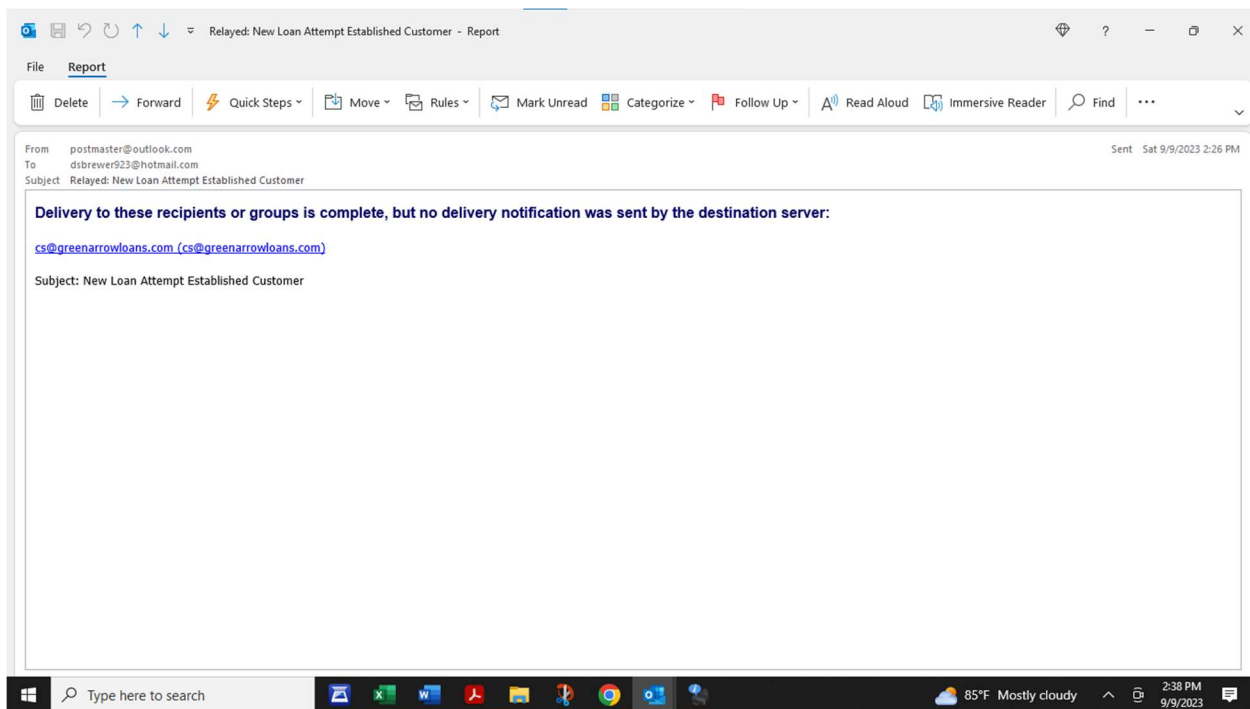 Relayed: New Loan Attempt Established Customer - Report
File Report
Delete Forward Quick Steps Move Rules Mark Unread Categorize Follow Up Read Aloud Immersive Reader Find
From postmaster@outlook.com Sent Sat 9/9/2023 2:26 PM
To dsbrewer923@hotmail.com
Subject Relayed: New Loan Attempt Established Customer
Delivery to these recipients or groups is complete, but no delivery notification was sent by the destination server:
cs@greenarrowloans.com (cs@greenarrowloans.com)
Subject: New Loan Attempt Established Customer
Type here to search 85°F Mostly cloudy 2:38 PM
9/9/2023